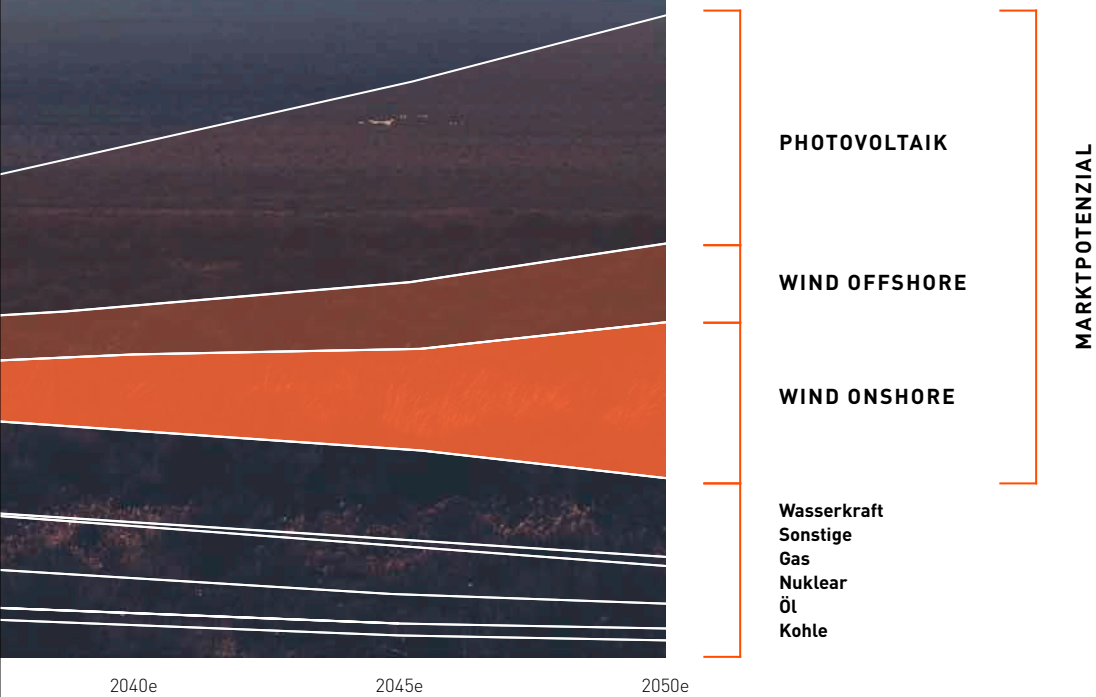 PHOTOVOLTAIK
WIND OFFSHORE
WIND ONSHORE
MARKTPOTENZIAL
Wasserkraft
Sonstige
Gas
Nuklear
Öl
Kohle
2040e
2045e
2050e